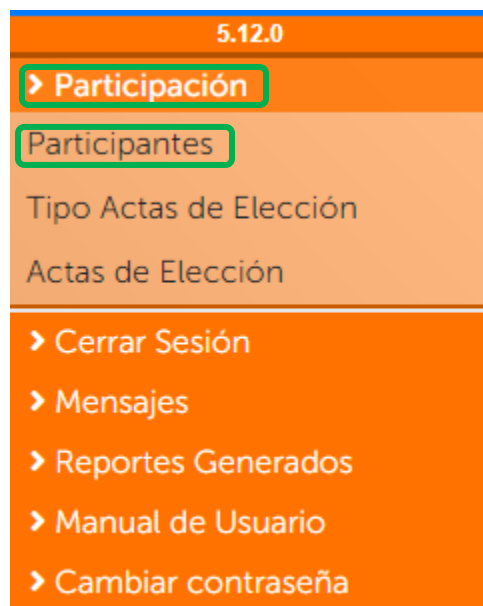 5.12.0
> Participación
Participantes
Tipo Actas de Elección
Actas de Elección
> Cerrar Sesión
> Mensajes
> Reportes Generados
> Manual de Usuario
> Cambiar contraseña